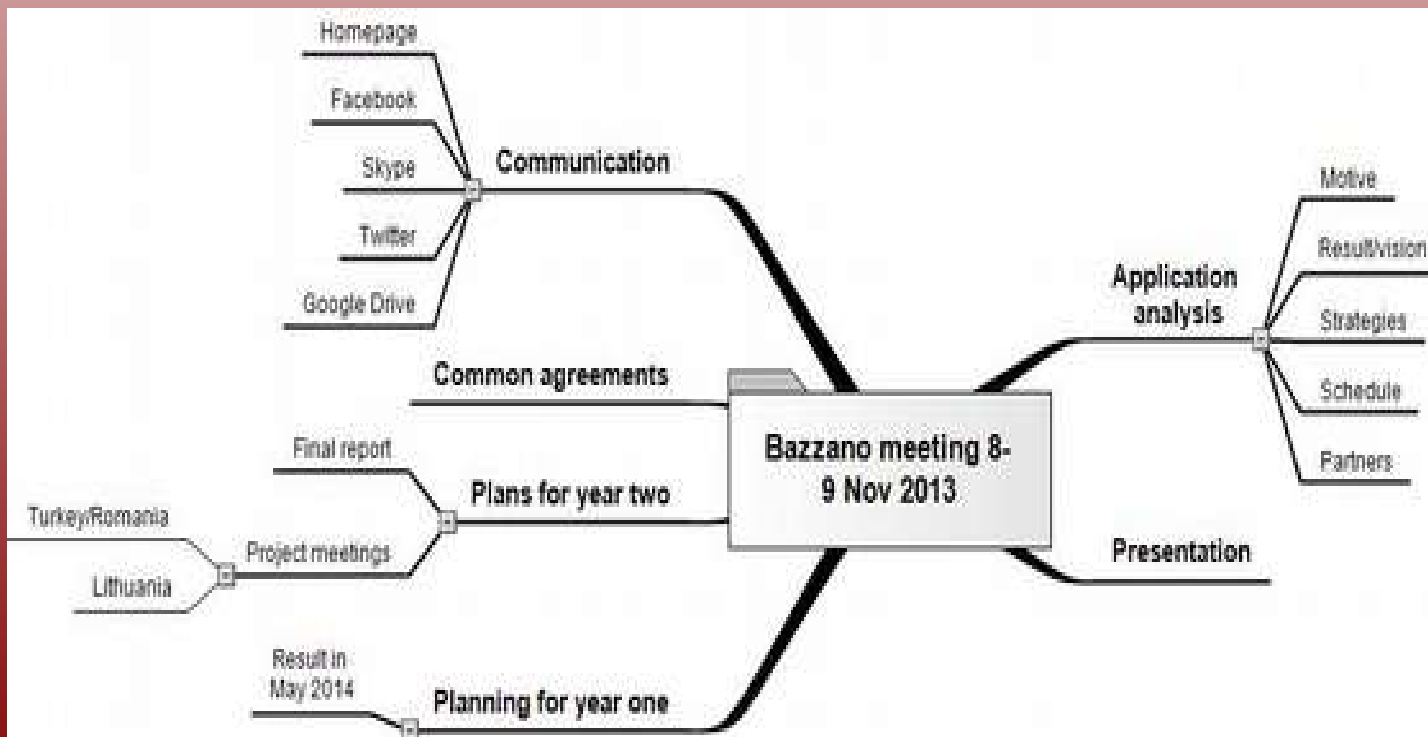 Homepage
Facebook
Skype
Twitter
Google Drive
Communication
Common agreements
Final report
Plans for year two
Turkey/Romania
Project meetings
Lithuania
Result in
May 2014
Planning for year one
Bazzano meeting 8-
9 Nov 2013
Application
analysis
Motive
Result/vision
Strategies
Schedule
Partners
Presentation